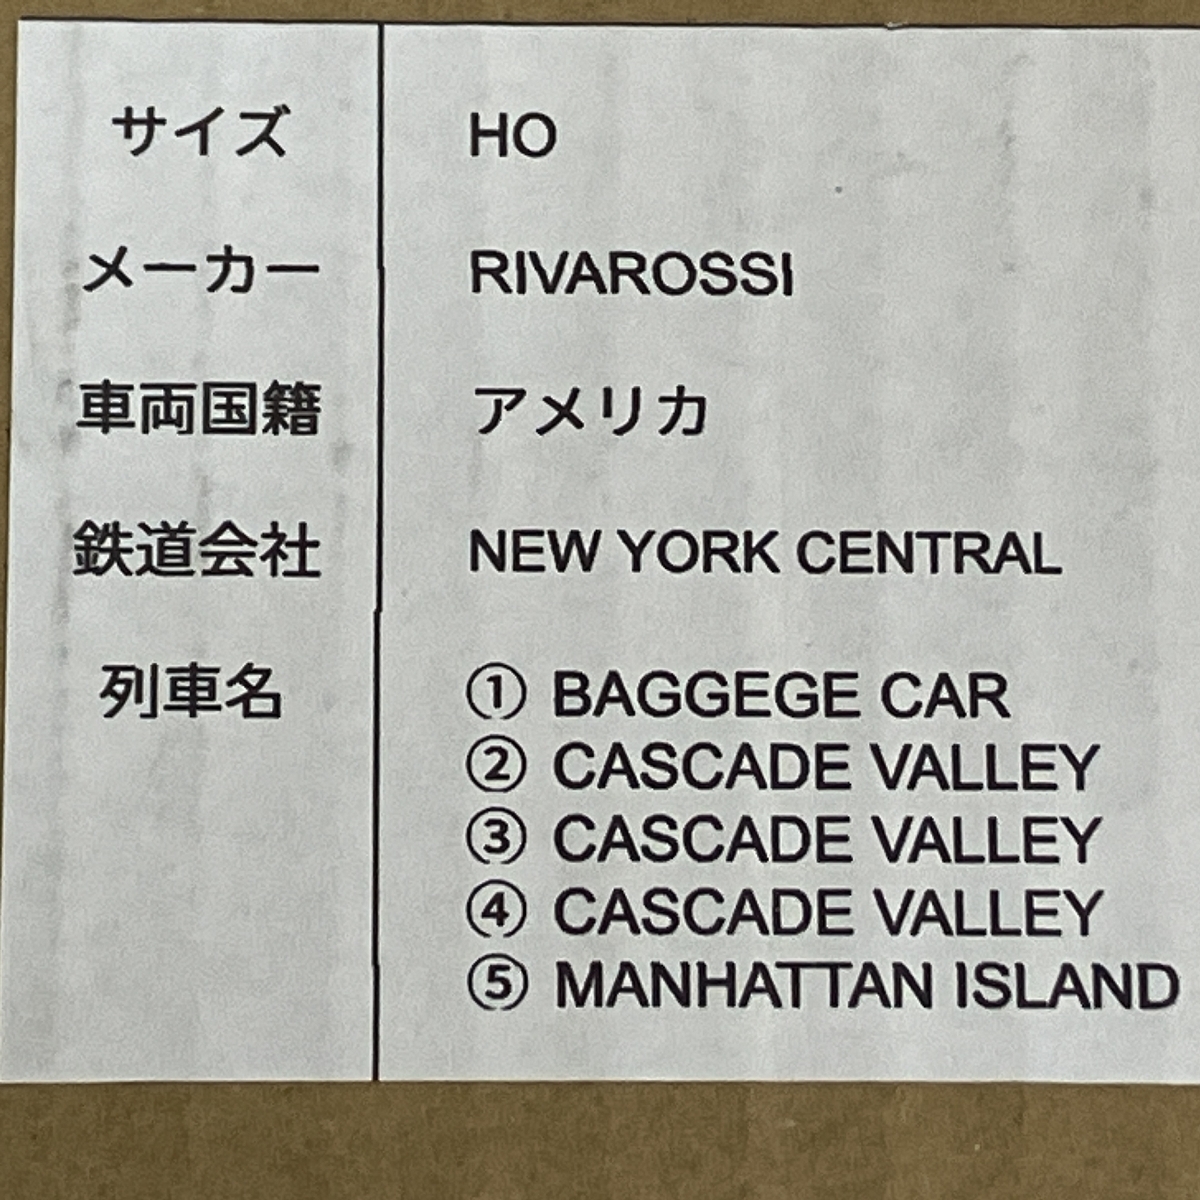 サイズ HO
メーカー RIVAROSSI
車両国籍 アメリカ
鉄道会社 NEW YORK CENTRAL
列車名 ① BAGGEGE CAR
② CASCADE VALLEY
③ CASCADE VALLEY
④ CASCADE VALLEY
⑤ MANHATTAN ISLAND